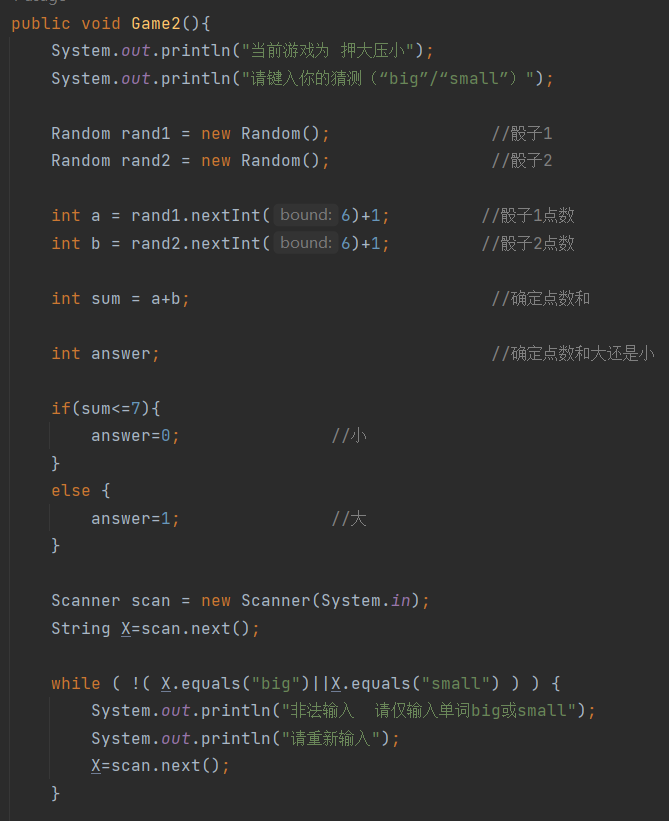 public void Game2(){
System.out.println("当前游戏为 押大压小");
System.out.println("请键入你的猜测（“big”/“small”）");
Random rand1 = new Random(); //骰子1
Random rand2 = new Random(); //骰子2
int a = rand1.nextInt( bound: 6)+1; //骰子1点数
int b = rand2.nextInt( bound: 6)+1; //骰子2点数
int sum = a+b; //确定点数和
int answer; //确定点数和大还是小
if(sum<=7){
answer=0; //小
}
else {
answer=1; //大
}
Scanner scan = new Scanner(System.in);
String X=scan.next();
while ( !( X.equals("big")||X.equals("small") ) ) {
System.out.println("非法输入  请仅输入单词big或small");
System.out.println("请重新输入");
X=scan.next();
}